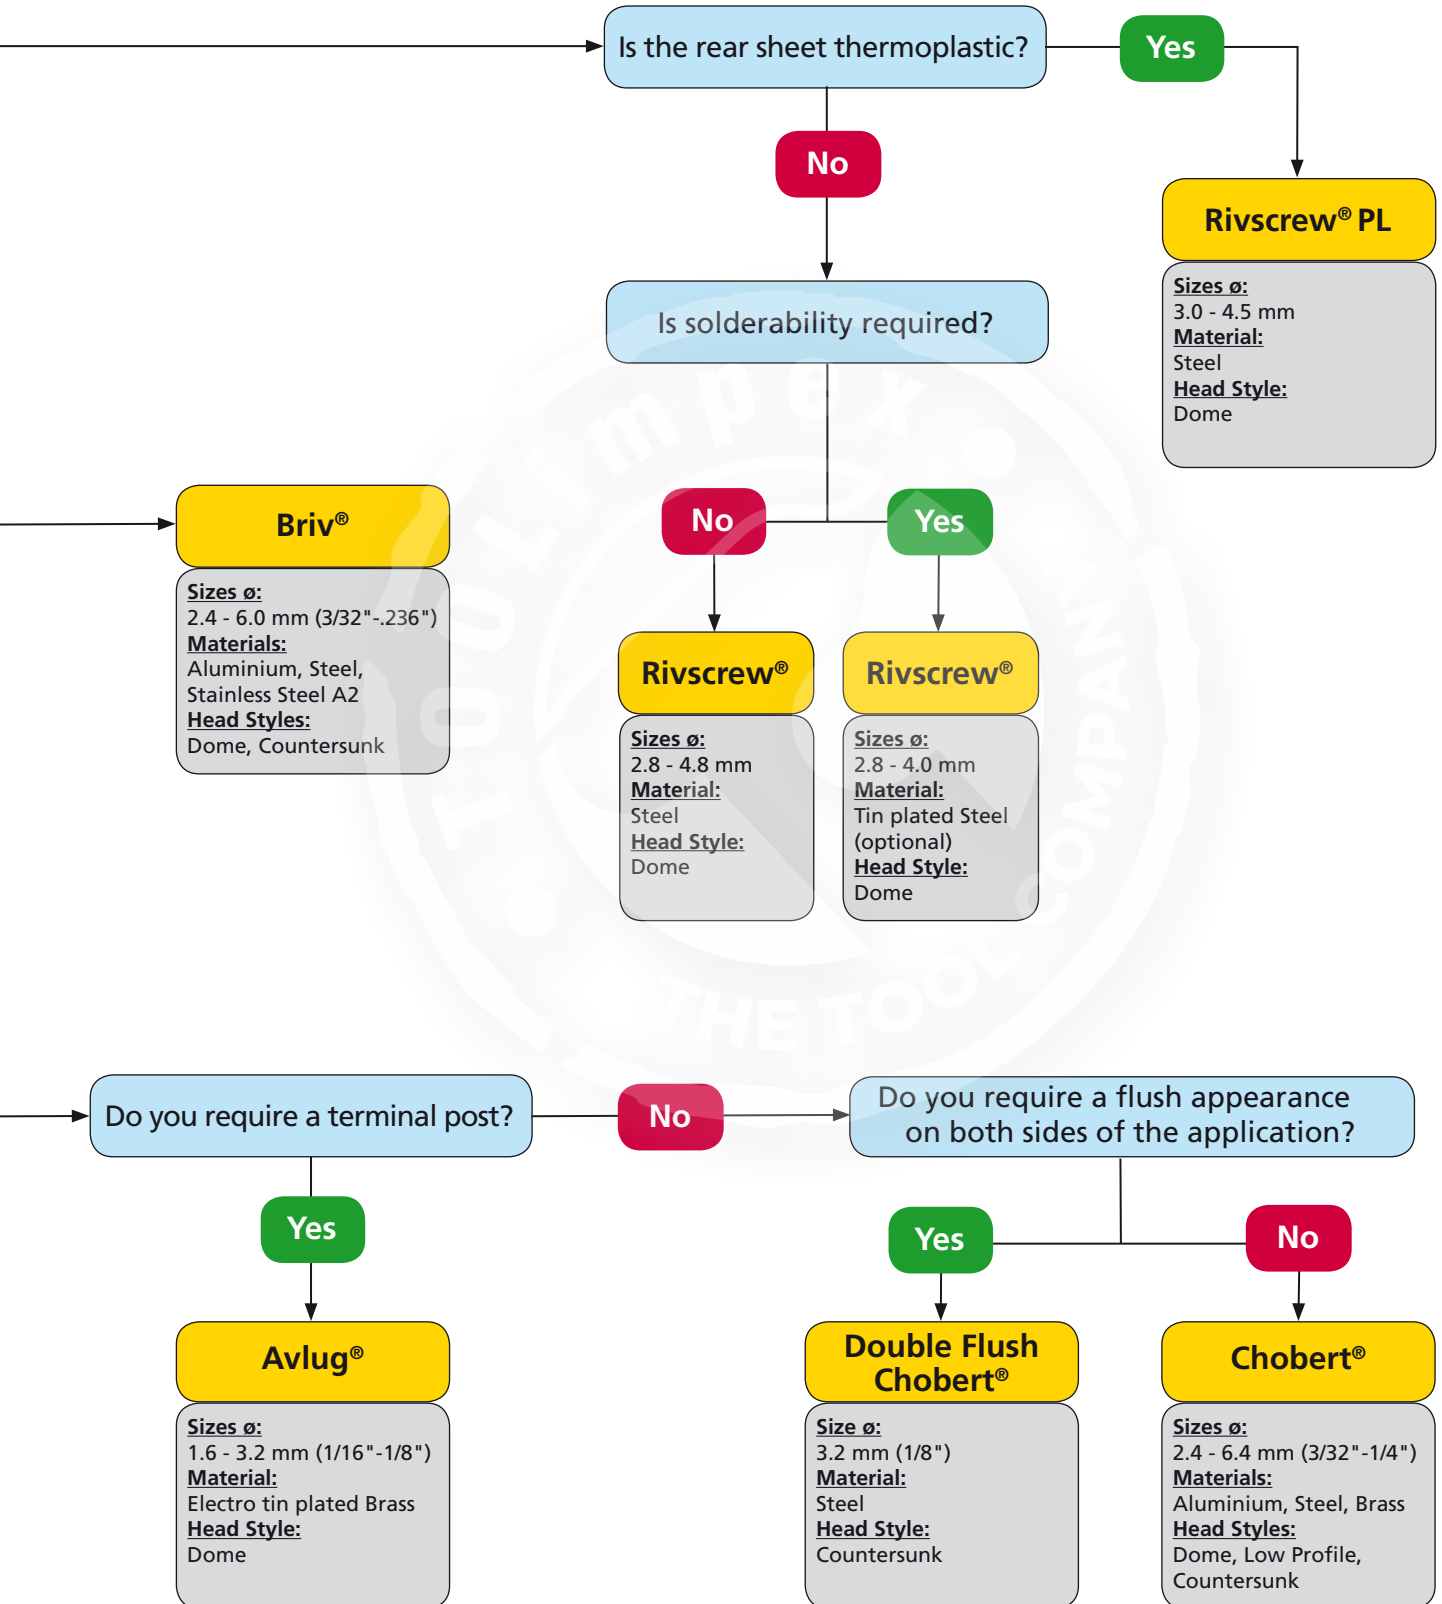 Is the rear sheet thermoplastic?
Yes
No
Rivscrew® PL
Sizes ø:
3.0 - 4.5 mm
Material:
Steel
Head Style:
Dome
Is solderability required?
No
Yes
Briv®
Sizes ø:
2.4 - 6.0 mm (3/32"-.236")
Materials:
Aluminium, Steel,
Stainless Steel A2
Head Styles:
Dome, Countersunk
Rivscrew®
Sizes ø:
2.8 - 4.8 mm
Material:
Steel
Head Style:
Dome
Rivscrew®
Sizes ø:
2.8 - 4.0 mm
Material:
Tin plated Steel
(optional)
Head Style:
Dome
TOOLimpex
THE TOOL COMPANY
Do you require a terminal post?
No
Do you require a flush appearance
on both sides of the application?
Yes
Yes
No
Avlug®
Sizes ø:
1.6 - 3.2 mm (1/16"-1/8")
Material:
Electro tin plated Brass
Head Style:
Dome
Double Flush
Chobert®
Size ø:
3.2 mm (1/8")
Material:
Steel
Head Style:
Countersunk
Chobert®
Sizes ø:
2.4 - 6.4 mm (3/32"-1/4")
Materials:
Aluminium, Steel, Brass
Head Styles:
Dome, Low Profile,
Countersunk